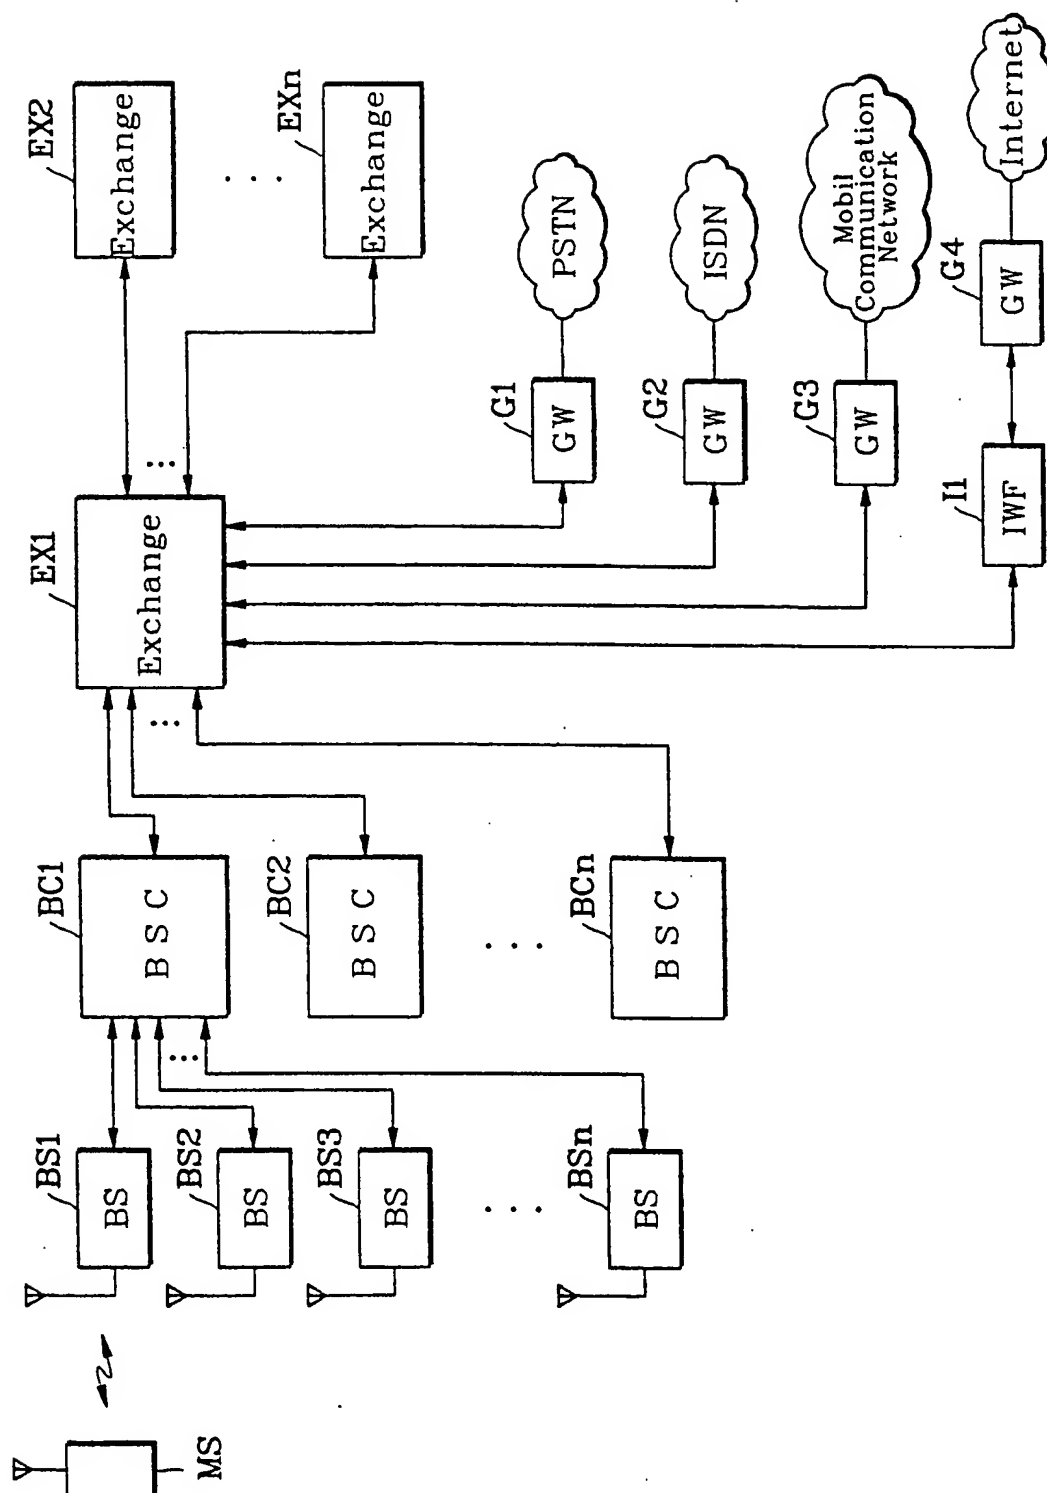 MS
BS1
BS
BS2
BS
BS3
BS
. . .
BSn
BS
...
BC1
B S C
BC2
B S C
. . .
BCn
B S C
...
EX1
Exchange
...
EX2
Exchange
. . .
EXn
Exchange
G1
GW
PSTN
G2
GW
ISDN
G3
GW
Mobil
Communication
Network
I1
IWF
G4
GW
Internet